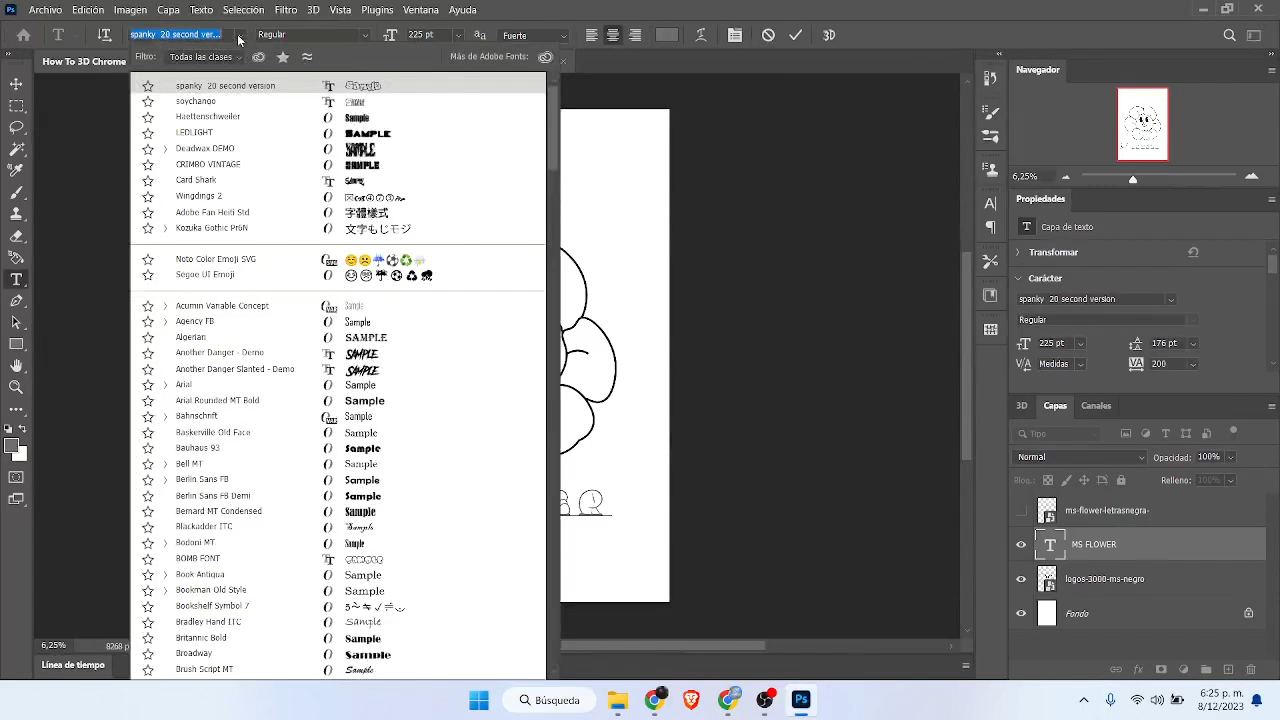 Archivo Edición Imagen Capa Texto Selección Filtro 3D Vista Plugins Ventana Ayuda
spanky 20 second ver... Regular 225 pt Fuerte
How To 3D Chrome
Filtro: Todas las clases Más de Adobe Fonts:
spanky 20 second version Sample
soychango Sample
Haettenschweiler Sample
LEDLIGHT SAMPLE
Deadwax DEMO SAMPLE
CRIMBO VINTAGE SAMPLE
Card Shark Sample
Wingdings 2
Adobe Fan Heiti Std 字體樣式
Kozuka Gothic Pr6N 文字もじモジ
Noto Color Emoji SVG
Segoe UI Emoji
Acumin Variable Concept Sample
Agency FB Sample
Algerian SAMPLE
Another Danger - Demo SAMPLE
Another Danger Slanted - Demo SAMPLE
Arial Sample
Arial Rounded MT Bold Sample
Bahnschrift Sample
Baskerville Old Face Sample
Bauhaus 93 Sample
Bell MT Sample
Berlin Sans FB Sample
Berlin Sans FB Demi Sample
Bernard MT Condensed Sample
Blackadder ITC Sample
Bodoni MT Sample
BOMB FONT
Book Antiqua Sample
Bookman Old Style Sample
Bookshelf Symbol 7
Bradley Hand ITC Sample
Britannic Bold Sample
Broadway Sample
Brush Script MT Sample
6,25% 8268 p
Línea de tiempo
Navegador
6,25%
Propiedades
Capa de texto
Transformar
Carácter
spanky 20 second version
Regular
225 pt 176 pt
Medidas 200
3D Capas Canales
Tipo
Normal Opacidad: 100%
Bloq.: Relleno: 100%
ms-flower-letrasnegra-
MS FLOWER
logo-s3000-ms-negro
Fondo
Búsqueda
6:25 p.m.
8/12/2023